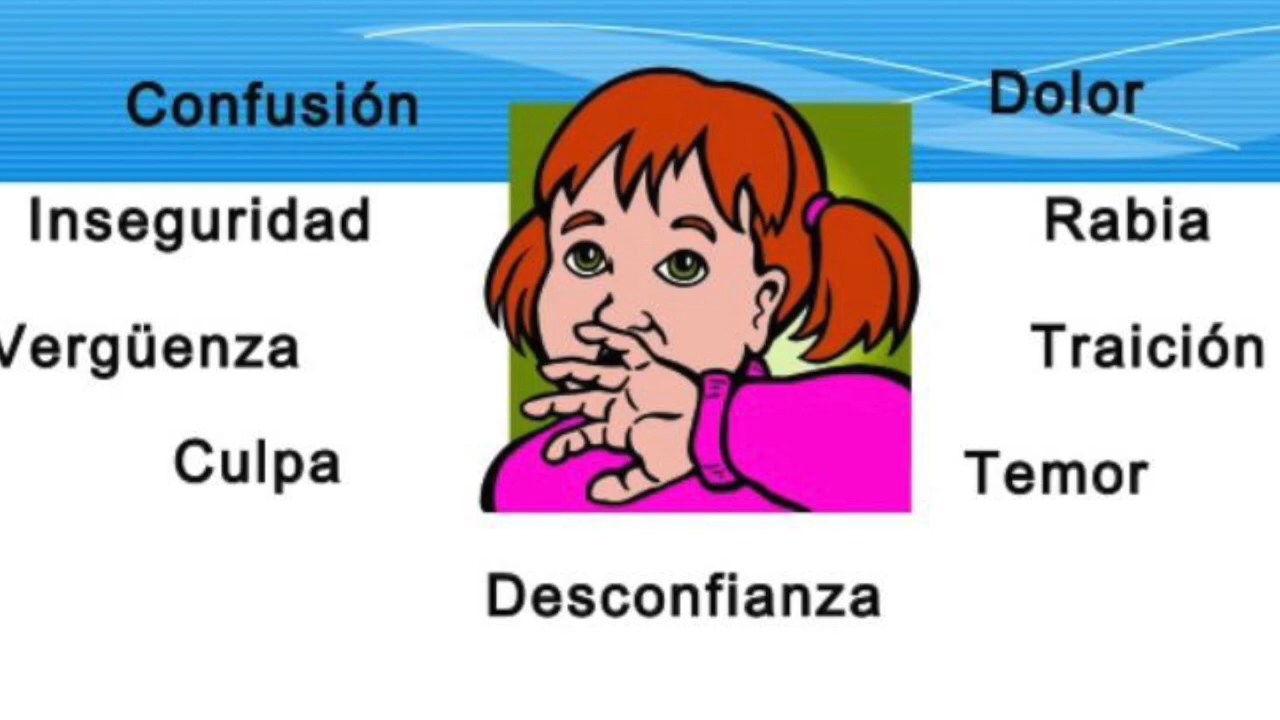 Confusión
Dolor
Inseguridad
Rabia
Vergüenza
Traición
Culpa
Temor
Desconfianza